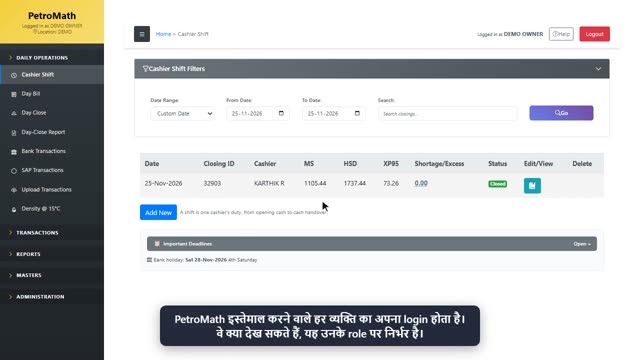 PetroMath
Logged in as: DEMO OWNER
Location: DEMO
DAILY OPERATIONS
Cashier Shift
Day Bill
Day Close
Day-Close Report
Bank Transactions
SAP Transactions
Upload Transactions
Density @ 15°C
TRANSACTIONS
REPORTS
MASTERS
ADMINISTRATION
Home > Cashier Shift
Logged in as DEMO OWNER
Help
Logout
Cashier Shift Filters
Date Range: From Date: To Date: Search:
Custom Date 25-11-2026 25-11-2026 Search closings... Go
Date Closing ID Cashier MS HSD XP95 Shortage/Excess Status Edit/View Delete
25-Nov-2026 32903 KARTHIK R 1105.44 1737.44 73.26 0.00 Closed
Add New A shift is one cashier's duty, from opening cash to cash handover.
Important Deadlines Open
Bank holiday: Sat 28-Nov-2026 4th Saturday
PetroMath इस्तेमाल करने वाले हर व्यक्ति का अपना login होता है।
वे क्या देख सकते हैं, यह उनके role पर निर्भर है।